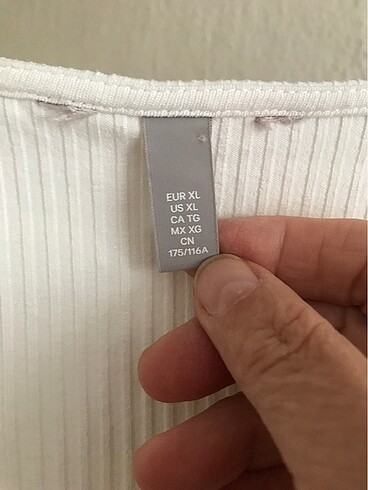 EUR XL
US XL
CA TG
MX XG
CN
175/116A